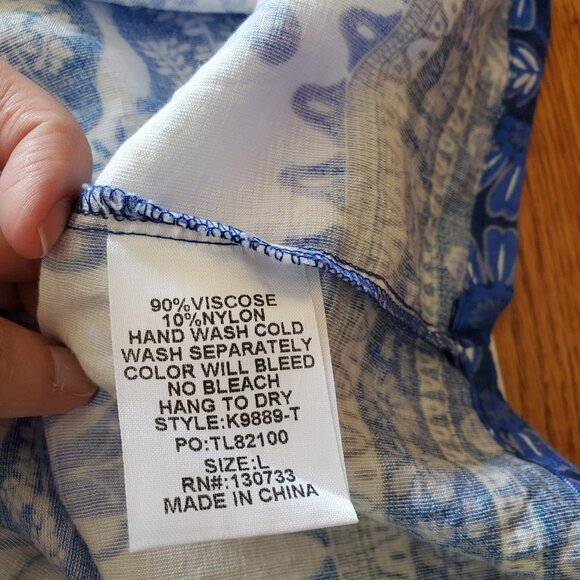 90%VISCOSE
10%NYLON
HAND WASH COLD
WASH SEPARATELY
COLOR WILL BLEED
NO BLEACH
HANG TO DRY
STYLE:K9889-T
PO:TL82100
SIZE:L
RN#:130733
MADE IN CHINA